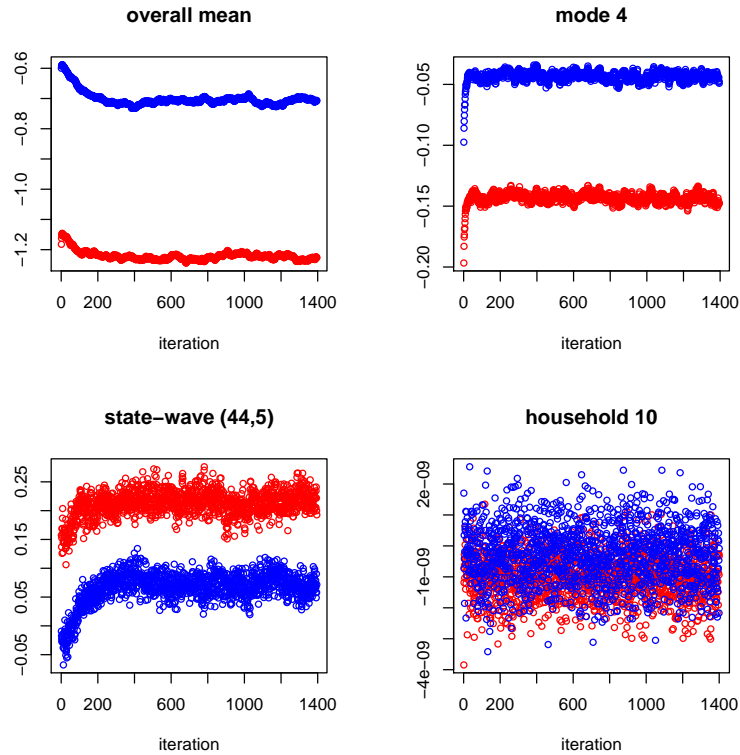 overall mean
−0.6
−0.8
−1.0
−1.2
0 200 600 1000 1400
iteration
mode 4
−0.05
−0.10
−0.15
−0.20
0 200 600 1000 1400
iteration
state−wave (44,5)
0.25
0.15
0.05
−0.05
0 200 600 1000 1400
iteration
household 10
2e−09
−1e−09
−4e−09
0 200 600 1000 1400
iteration